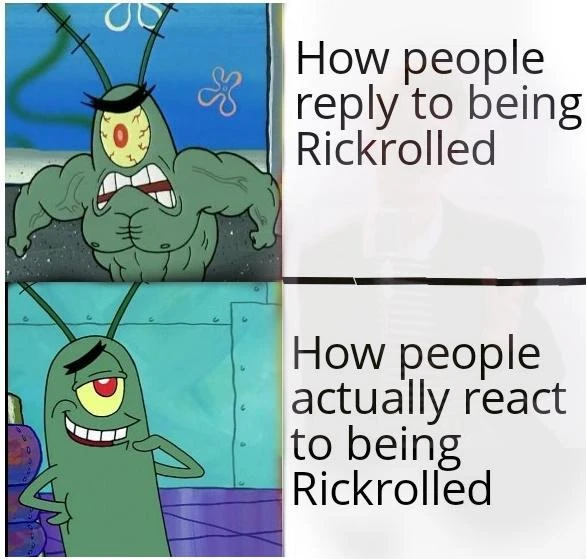 How people
reply to being
Rickrolled
How people
actually react
to being
Rickrolled